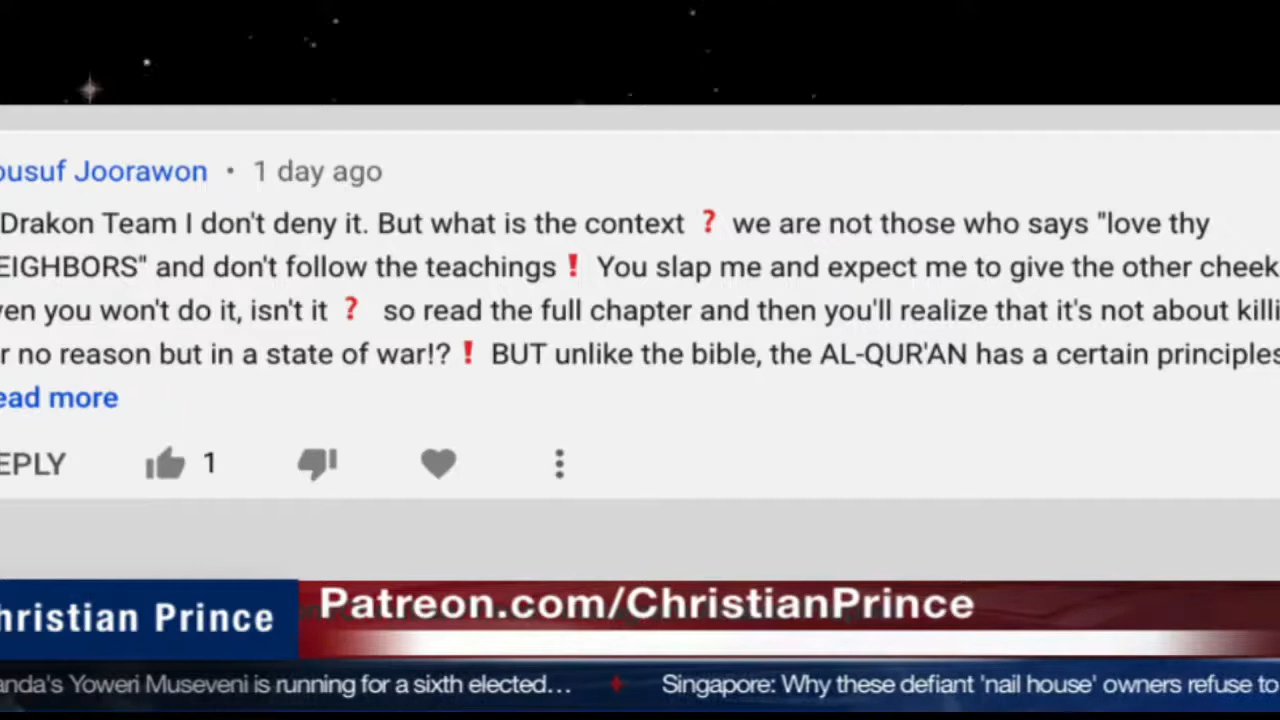 ousuf Joorawon • 1 day ago
Drakon Team I don't deny it. But what is the context ❓ we are not those who says "love thy
EIGHBORS" and don't follow the teachings ❗ You slap me and expect me to give the other cheek
en you won't do it, isn't it ❓ so read the full chapter and then you'll realize that it's not about killi
r no reason but in a state of war!? ❗ BUT unlike the bible, the AL-QUR'AN has a certain principles
ead more
EPLY 1
Patreon.com/ChristianPrince
hristian Prince
anda's Yoweri Museveni is running for a sixth elected... Singapore: Why these defiant 'nail house' owners refuse to